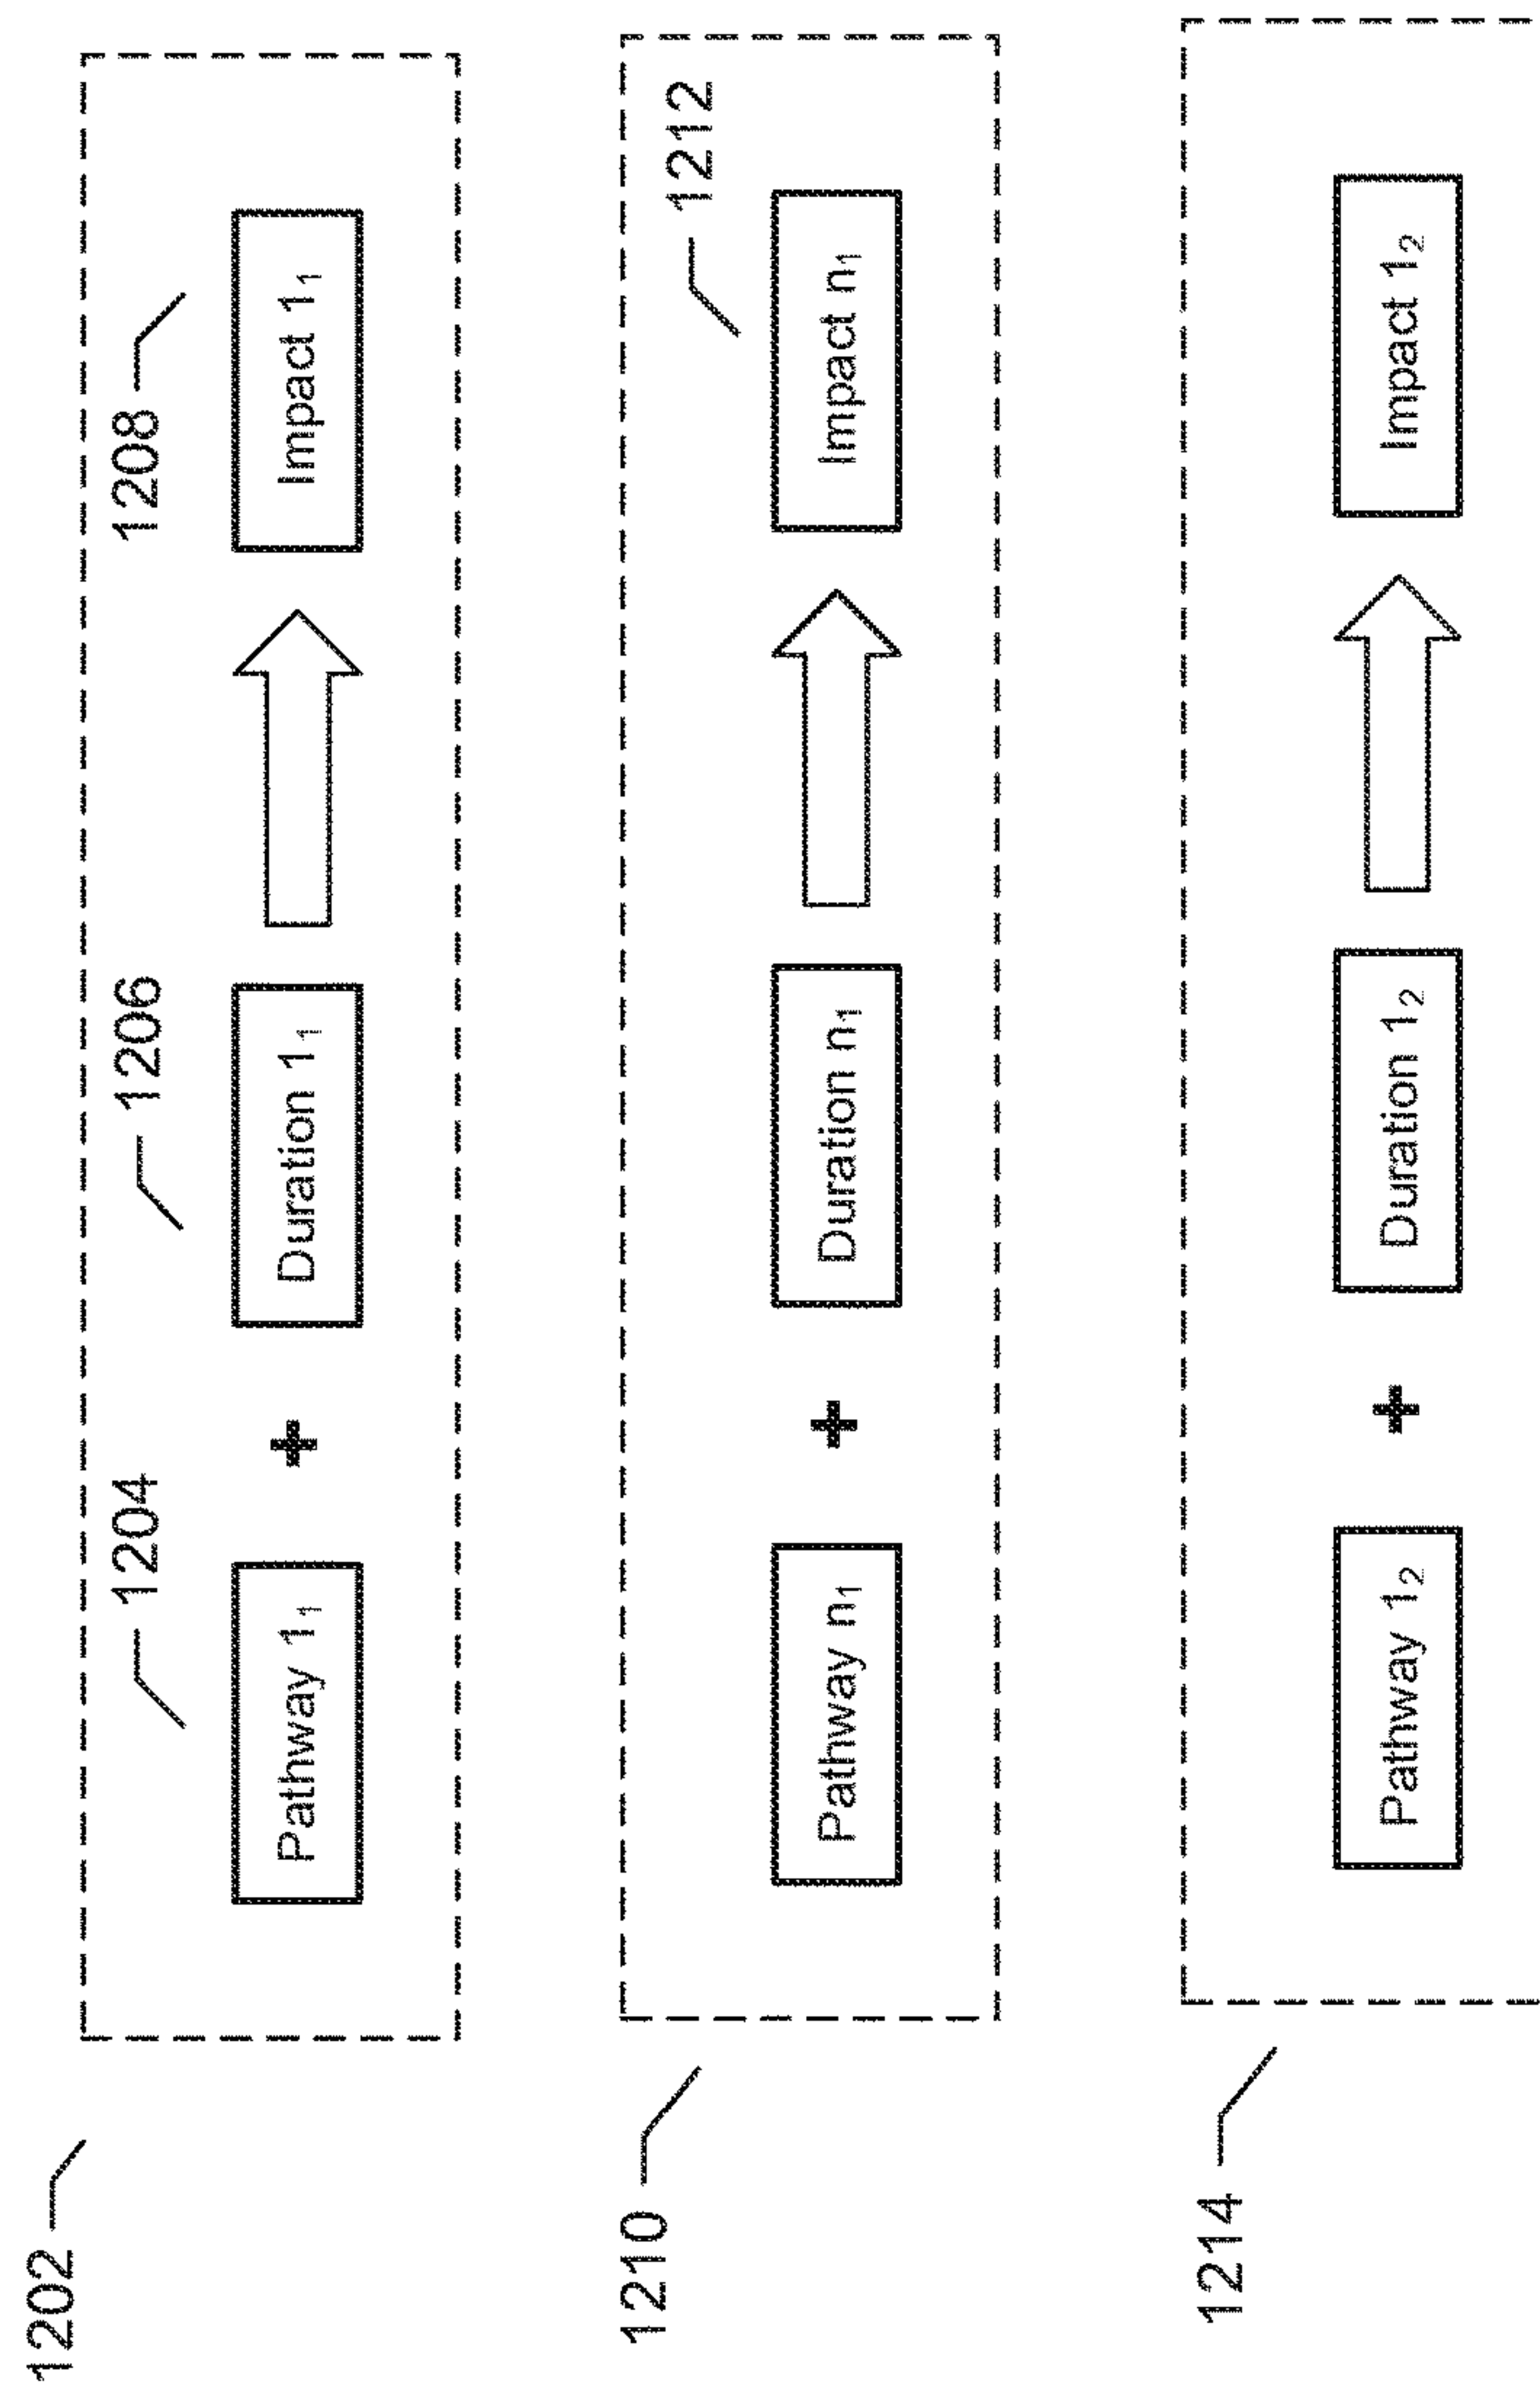 1202
1204
1206
1208
Pathway 1₁ + Duration 1₁ Impact 1₁
1210
1212
Pathway n₁ + Duration n₁ Impact n₁
1214
Pathway 1₂ + Duration 1₂ Impact 1₂